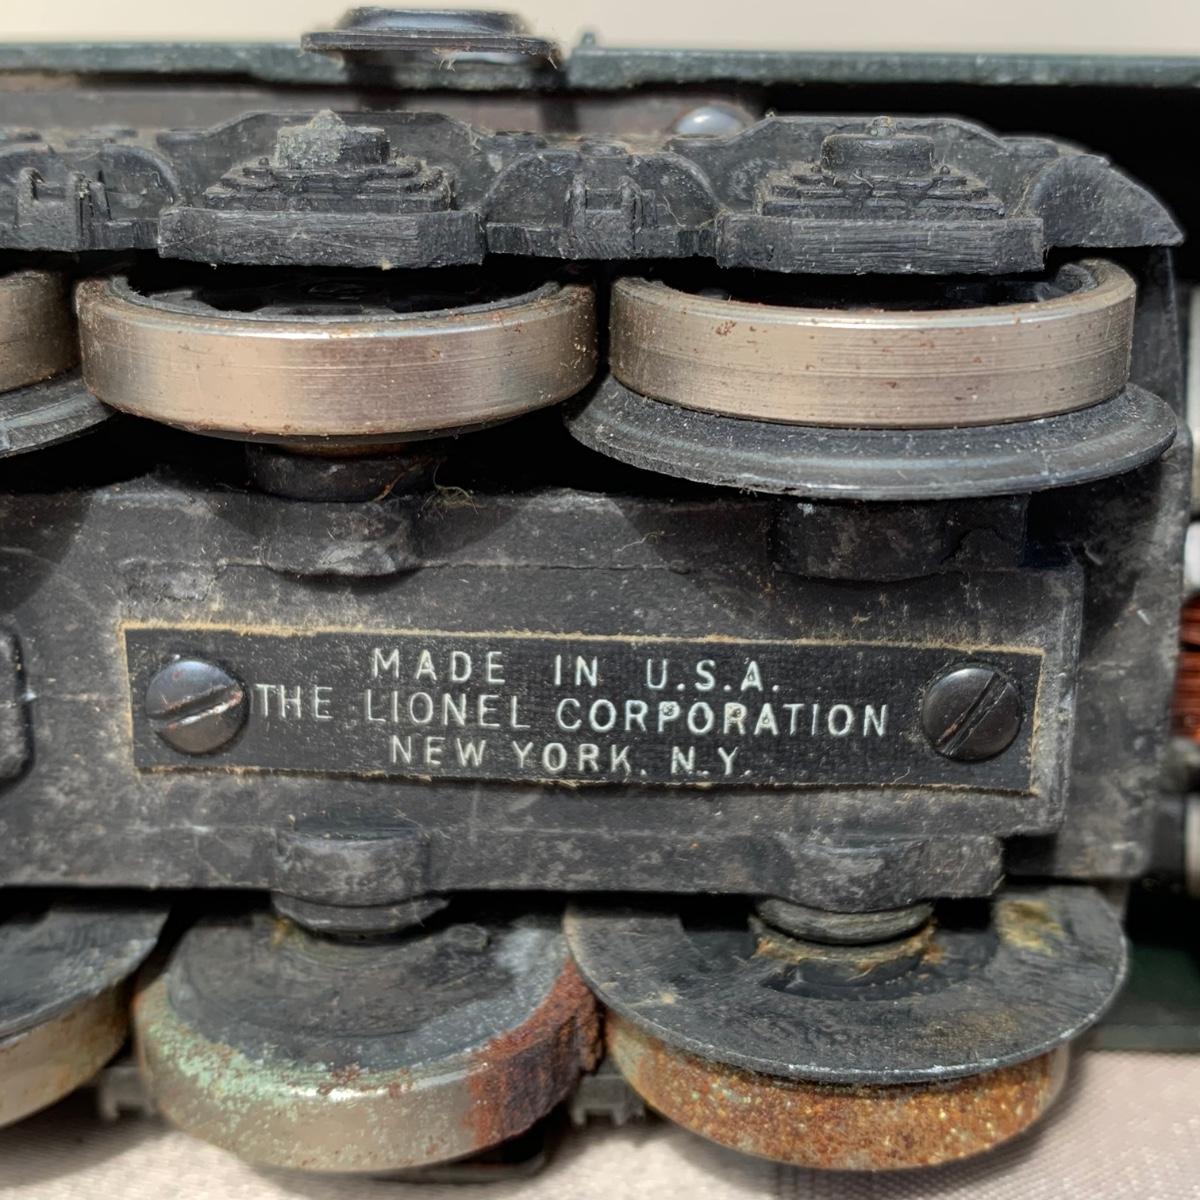 MADE IN U.S.A.
THE LIONEL CORPORATION
NEW YORK, N.Y.